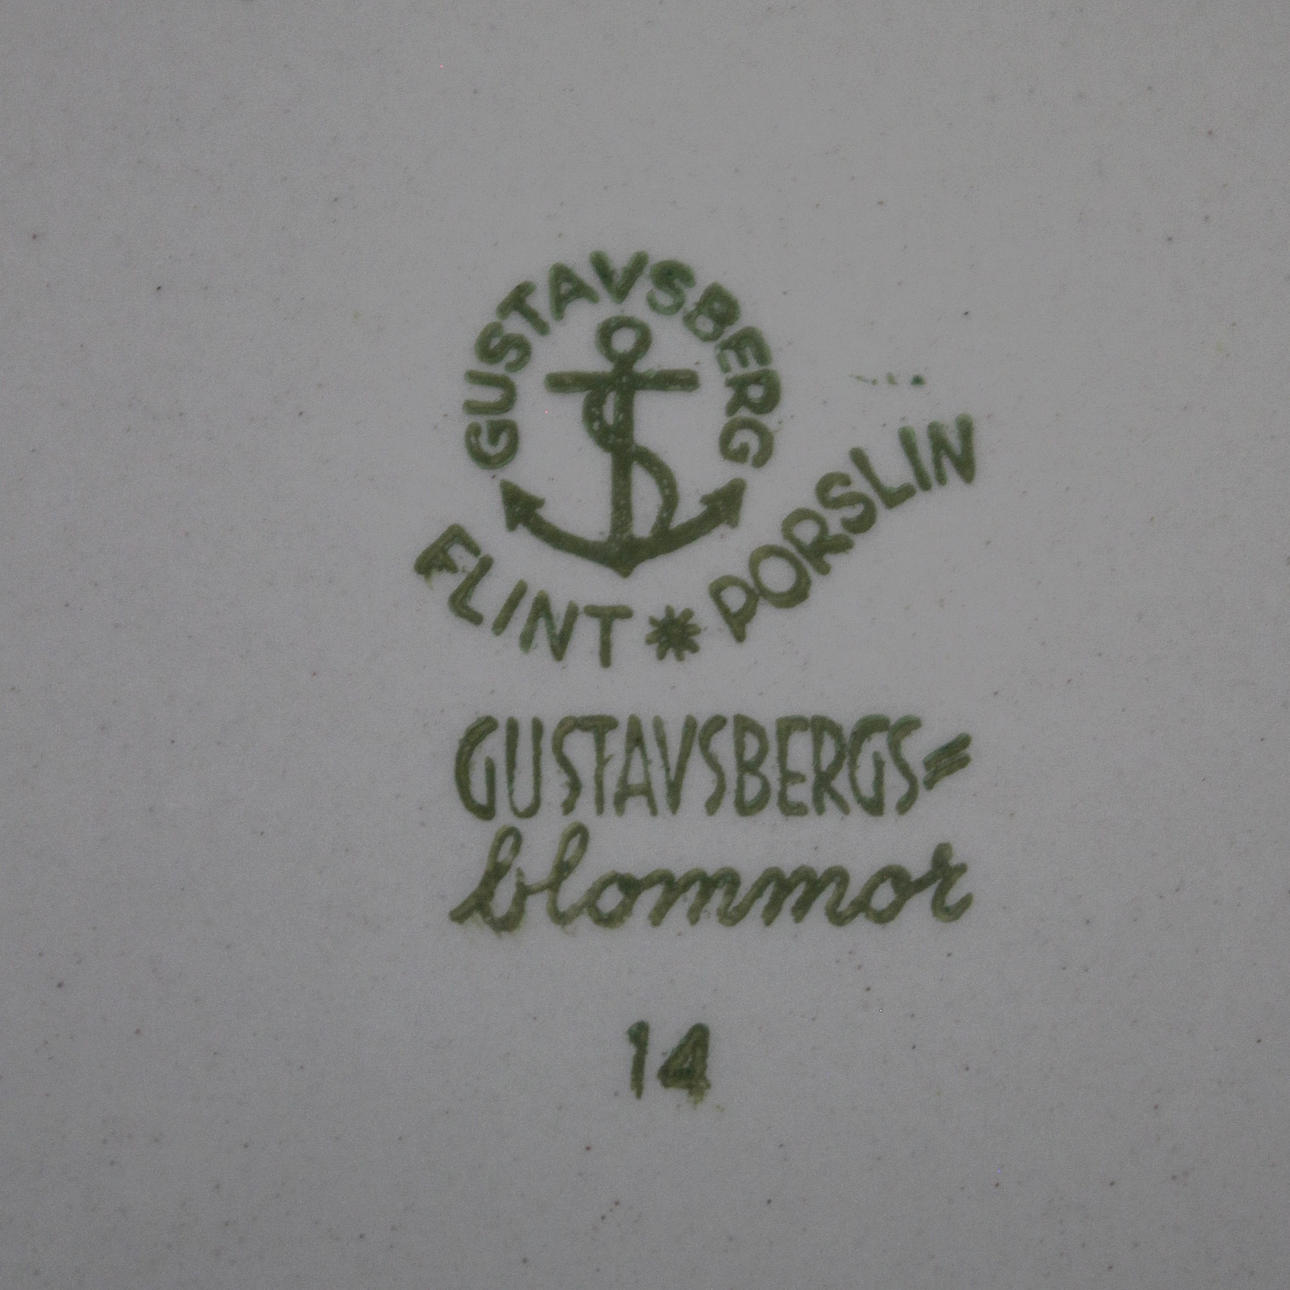 GUSTAVSBERG
FLINT * PORSLIN
GUSTAVSBERGS=
blommor
14